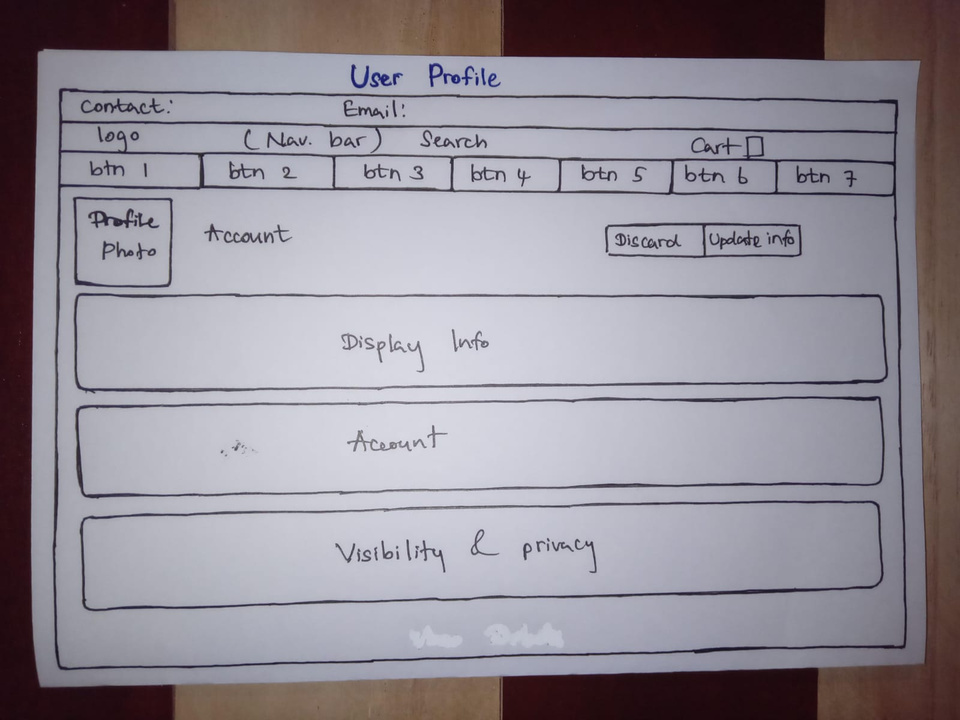 User Profile
Contact: Email:
logo (Nav. bar) Search Cart
btn 1 btn 2 btn 3 btn 4 btn 5 btn 6 btn 7
Profile
Photo
Account
Discard Update info
Display Info
Account
Visibility & privacy